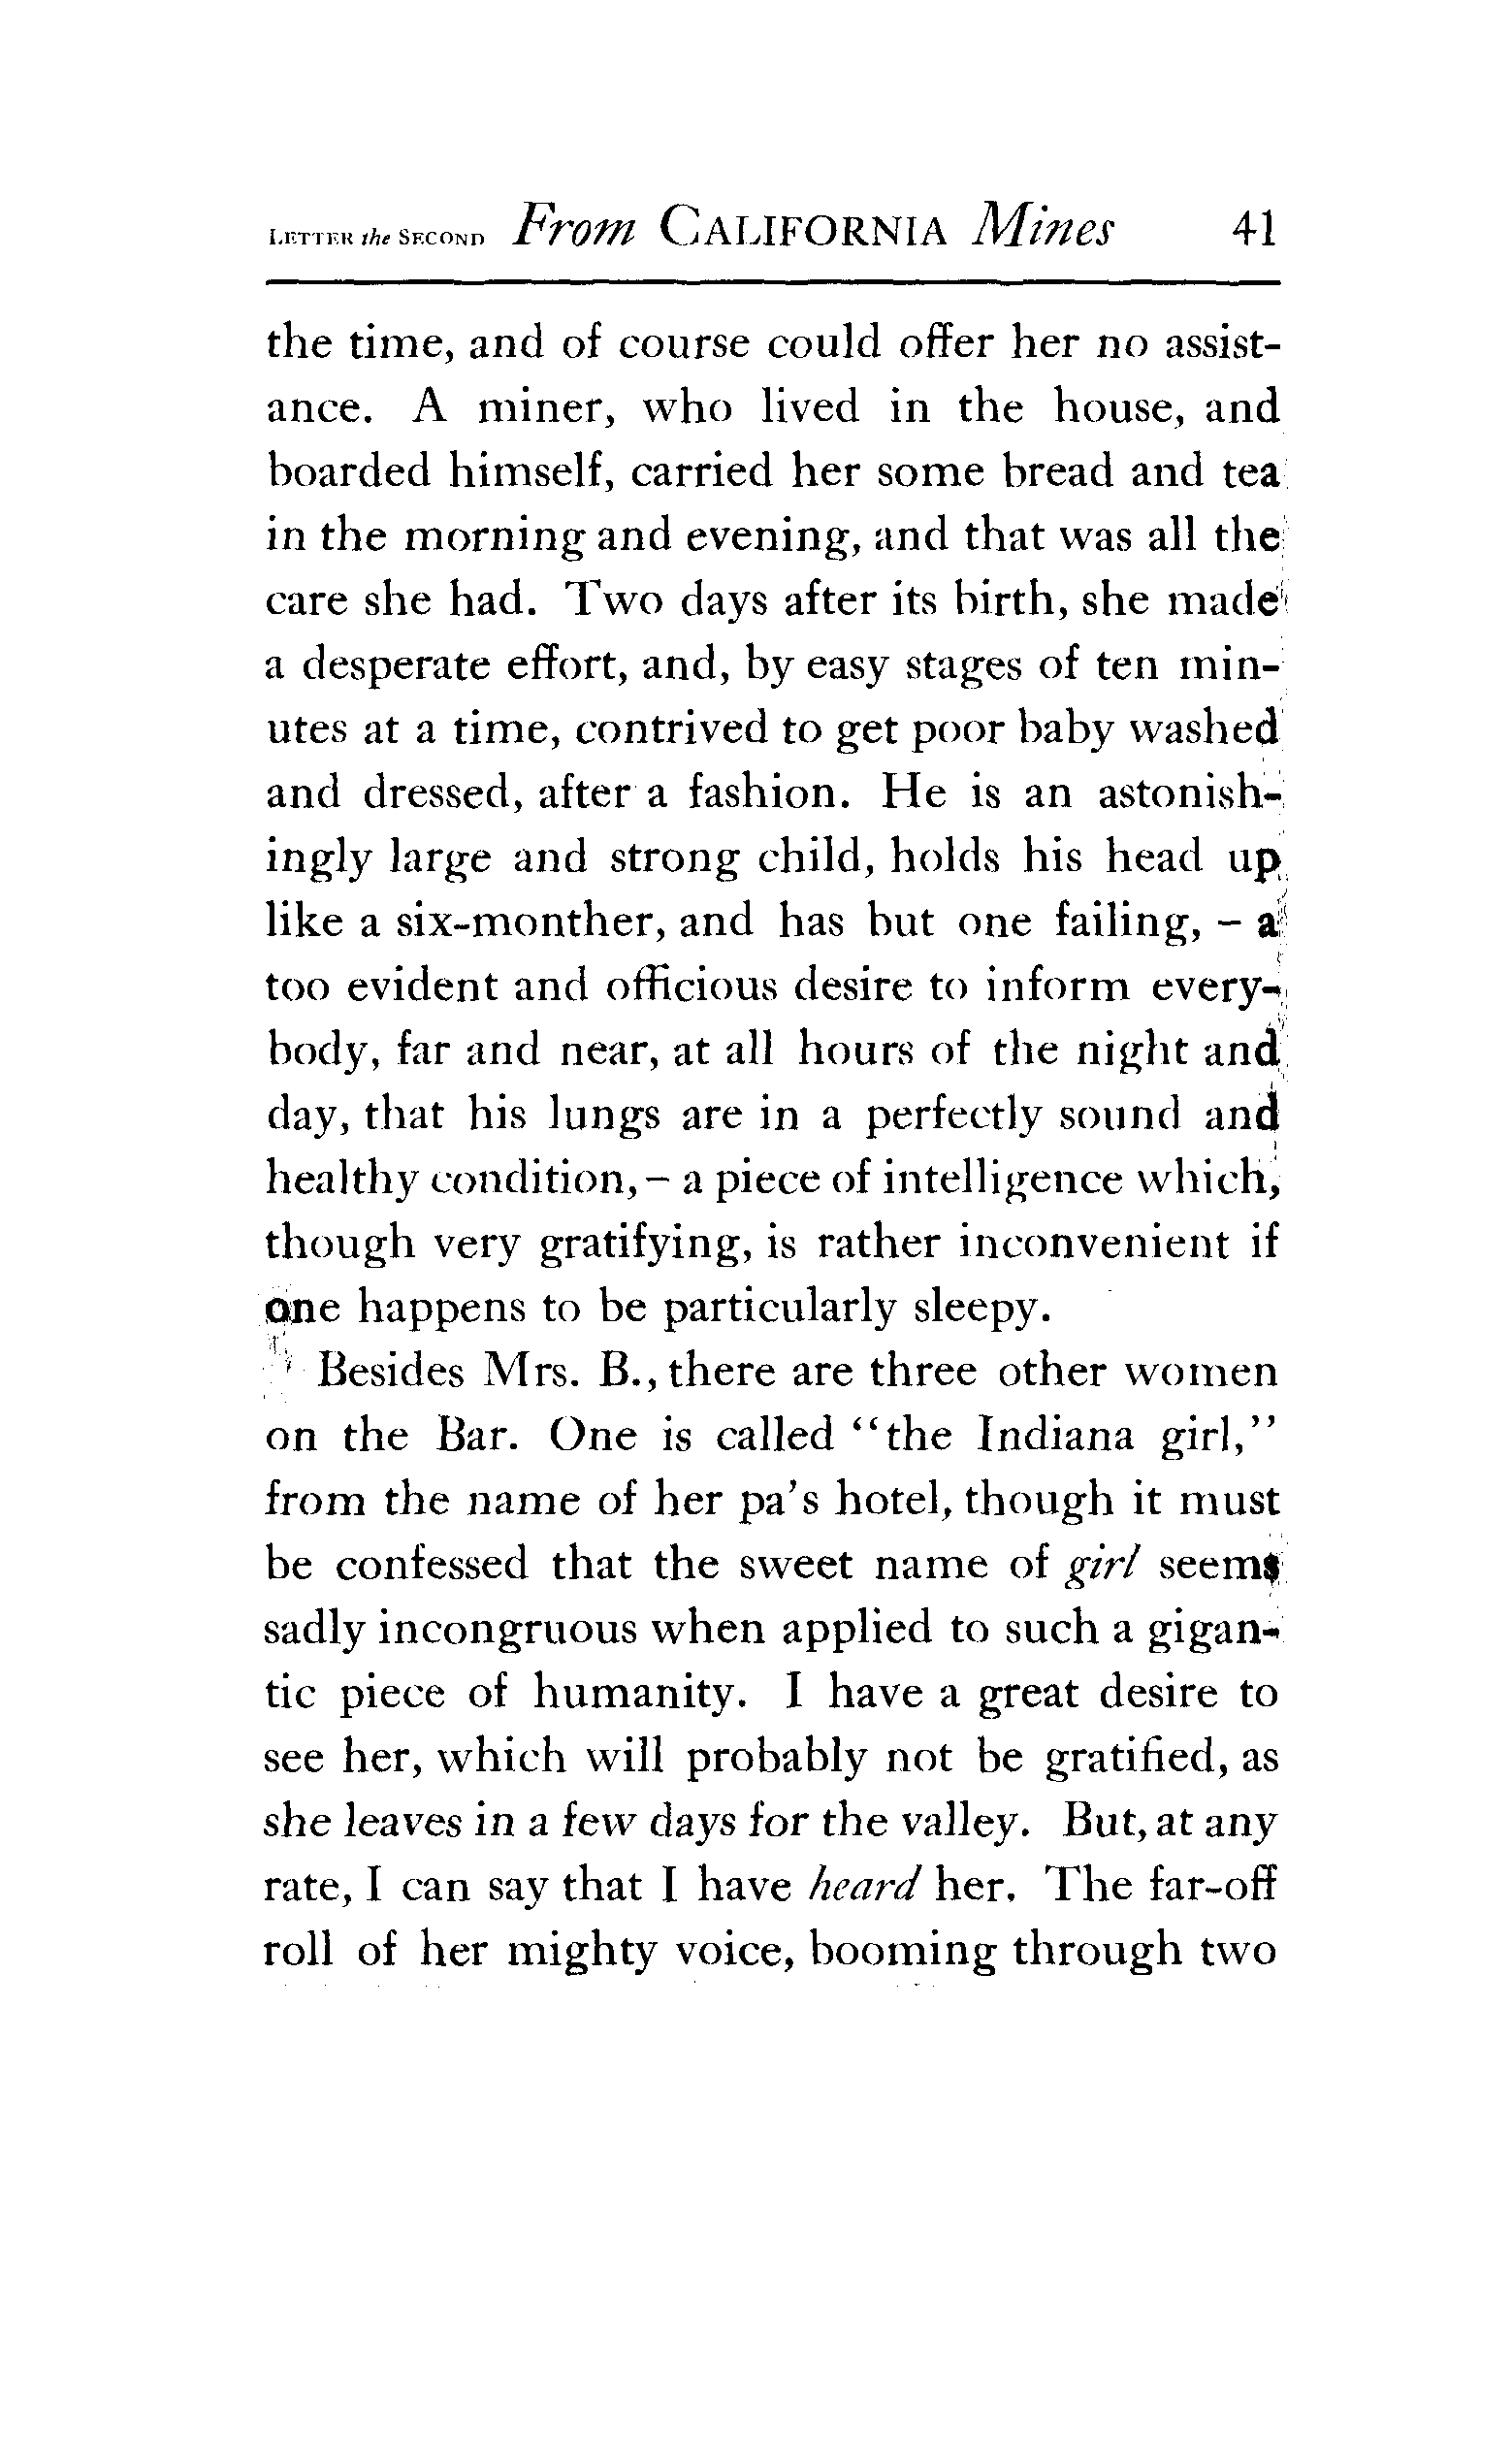 LETTER the SECOND From CALIFORNIA Mines 41
the time, and of course could offer her no assist-
ance. A miner, who lived in the house, and
boarded himself, carried her some bread and tea
in the morning and evening, and that was all the
care she had. Two days after its birth, she made
a desperate effort, and, by easy stages of ten min-
utes at a time, contrived to get poor baby washed
and dressed, after a fashion. He is an astonish-
ingly large and strong child, holds his head up
like a six-monther, and has but one failing, – a
too evident and officious desire to inform every-
body, far and near, at all hours of the night and
day, that his lungs are in a perfectly sound and
healthy condition, – a piece of intelligence which,
though very gratifying, is rather inconvenient if
one happens to be particularly sleepy.
Besides Mrs. B., there are three other women
on the Bar. One is called “the Indiana girl,”
from the name of her pa’s hotel, though it must
be confessed that the sweet name of girl seems
sadly incongruous when applied to such a gigan-
tic piece of humanity. I have a great desire to
see her, which will probably not be gratified, as
she leaves in a few days for the valley. But, at any
rate, I can say that I have heard her. The far-off
roll of her mighty voice, booming through two